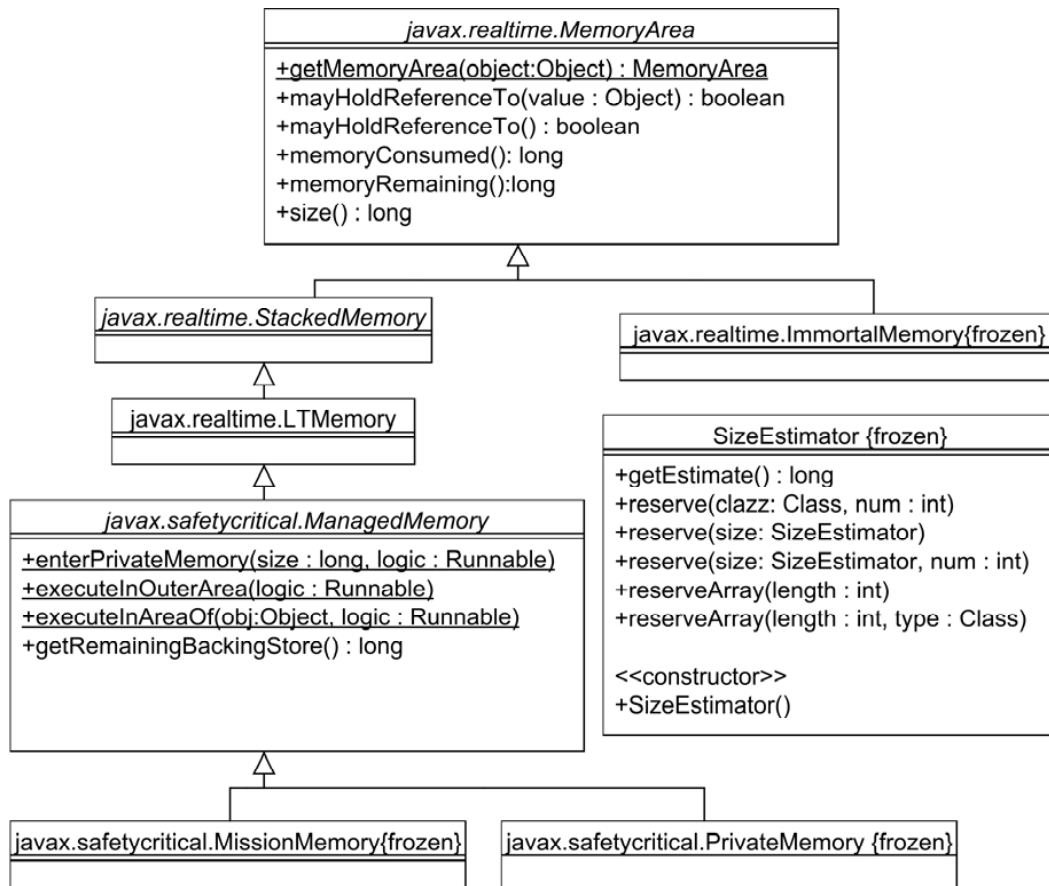 javax.realtime.MemoryArea
+getMemoryArea(object:Object) : MemoryArea
+mayHoldReferenceTo(value : Object) : boolean
+mayHoldReferenceTo() : boolean
+memoryConsumed(): long
+memoryRemaining():long
+size() : long
javax.realtime.StackedMemory
javax.realtime.ImmortalMemory{frozen}
javax.realtime.LTMemory
SizeEstimator {frozen}
+getEstimate() : long
+reserve(clazz: Class, num : int)
+reserve(size: SizeEstimator)
+reserve(size: SizeEstimator, num : int)
+reserveArray(length : int)
+reserveArray(length : int, type : Class)
<<constructor>>
+SizeEstimator()
javax.safetycritical.ManagedMemory
+enterPrivateMemory(size : long, logic : Runnable)
+executeInOuterArea(logic : Runnable)
+executeInAreaOf(obj:Object, logic : Runnable)
+getRemainingBackingStore() : long
javax.safetycritical.MissionMemory{frozen}
javax.safetycritical.PrivateMemory {frozen}